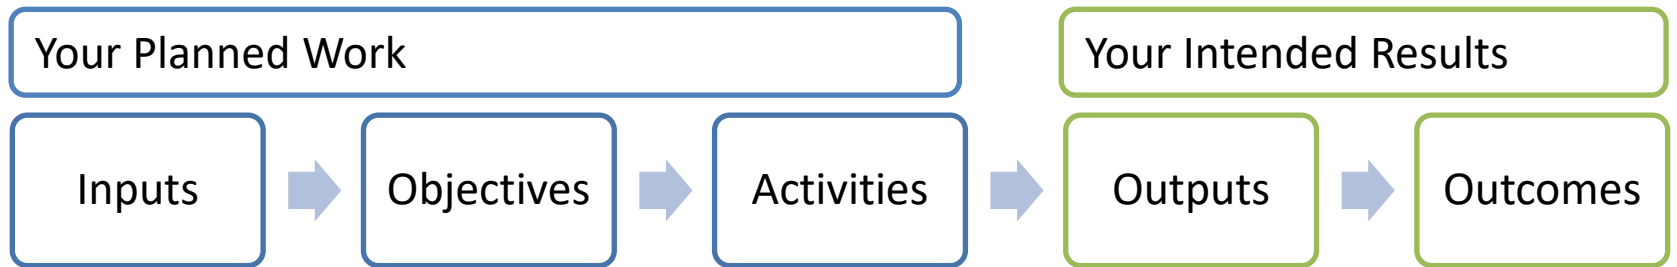 Your Planned Work
Your Intended Results
Inputs
Objectives
Activities
Outputs
Outcomes